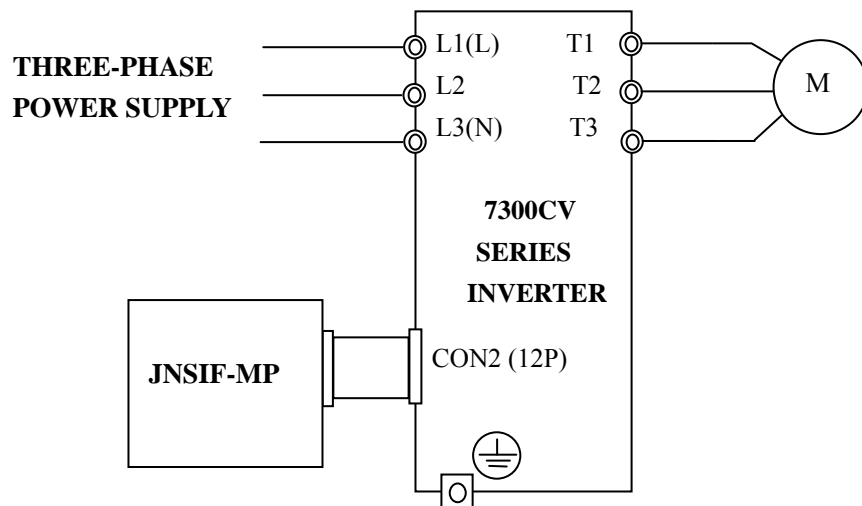 THREE-PHASE
POWER SUPPLY
L1(L)
L2
L3(N)
T1
T2
T3
M
7300CV
SERIES
INVERTER
JNSIF-MP
CON2 (12P)